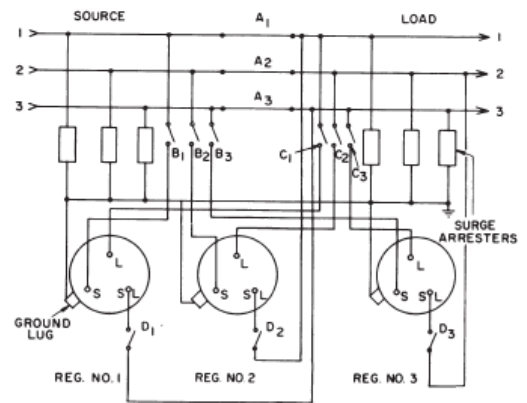 SOURCE A1 LOAD
1 1
2 A2 2
3 A3 3
B1 B2 B3 C1 C2 C3
SURGE
ARRESTERS
L L L
S SL S SL S SL
GROUND
LUG
D1 D2 D3
REG. NO. 1 REG. NO 2 REG. NO. 3